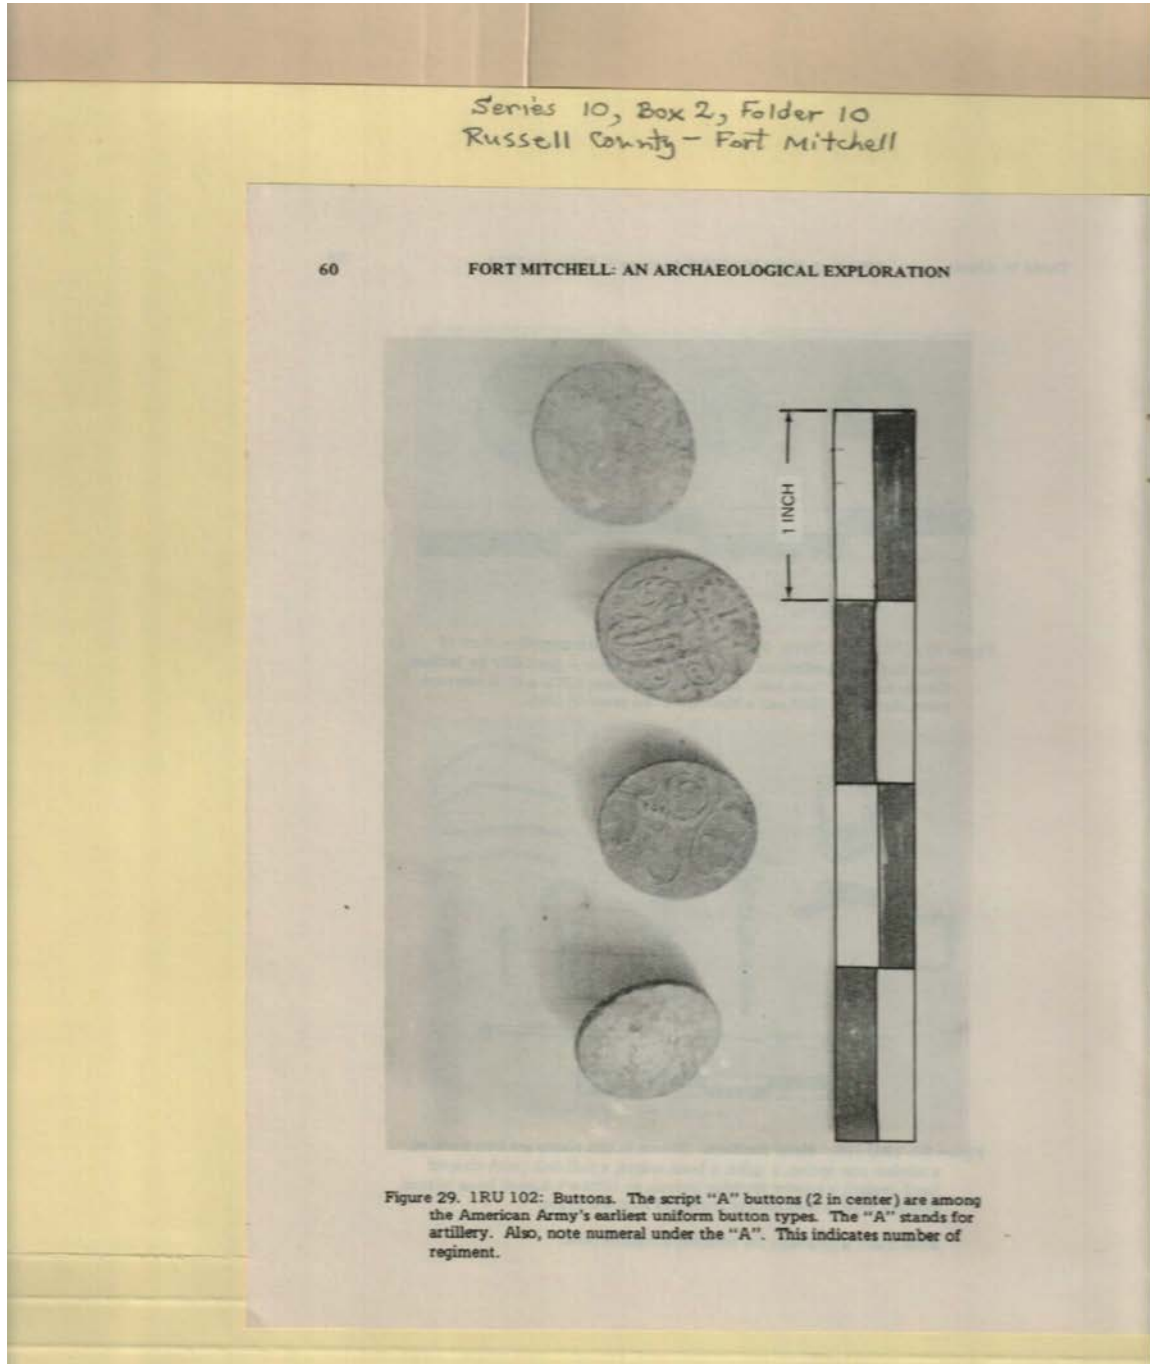 Series 10, Box 2, Folder 10
Russell County - Fort Mitchell
60 FORT MITCHELL: AN ARCHAEOLOGICAL EXPLORATION
1 INCH
Figure 29. 1RU 102: Buttons. The script "A" buttons (2 in center) are among
the American Army's earliest uniform button types. The "A" stands for
artillery. Also, note numeral under the "A". This indicates number of
regiment.